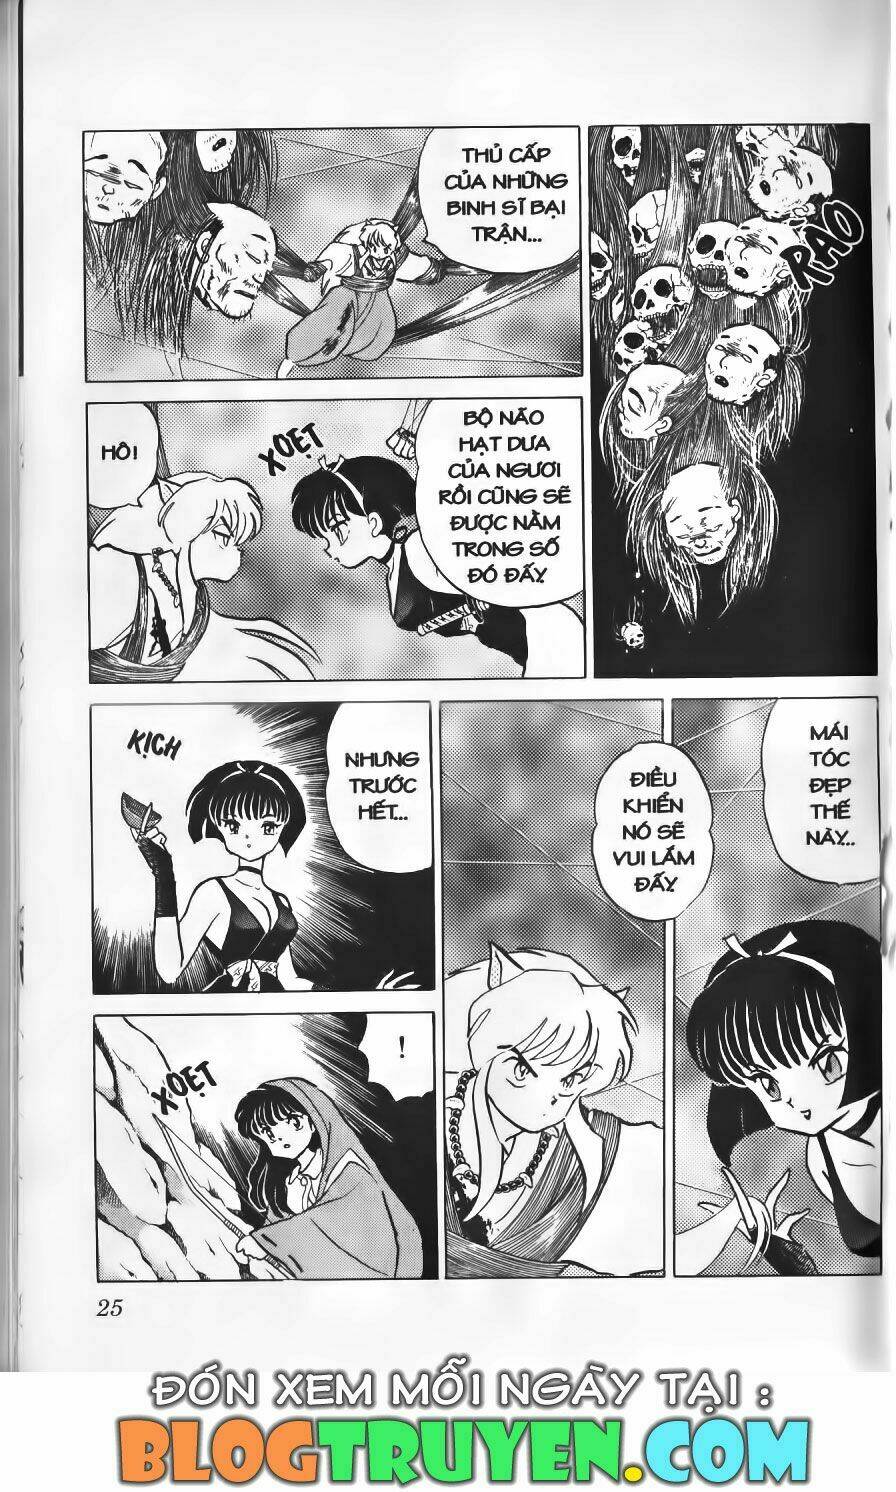 RÀO
THỦ CẤP
CỦA NHỮNG
BINH SĨ BẠI
TRẬN...
BỘ NÃO
HẠT DƯA
CỦA NGƯƠI
RỒI CŨNG SẼ
ĐƯỢC NẰM
TRONG SỐ
ĐÓ ĐẤY.
XOẸT
HÔ!
MÁI
TÓC
ĐẸP
THẾ
NÀY...
ĐIỀU
KHIỂN
NÓ SẼ
VUI LẮM
ĐẤY.
NHƯNG
TRƯỚC
HẾT...
KỊCH
!
XOẸT
25
ĐÓN XEM MỖI NGÀY TẠI :
BLOGTRUYEN.COM